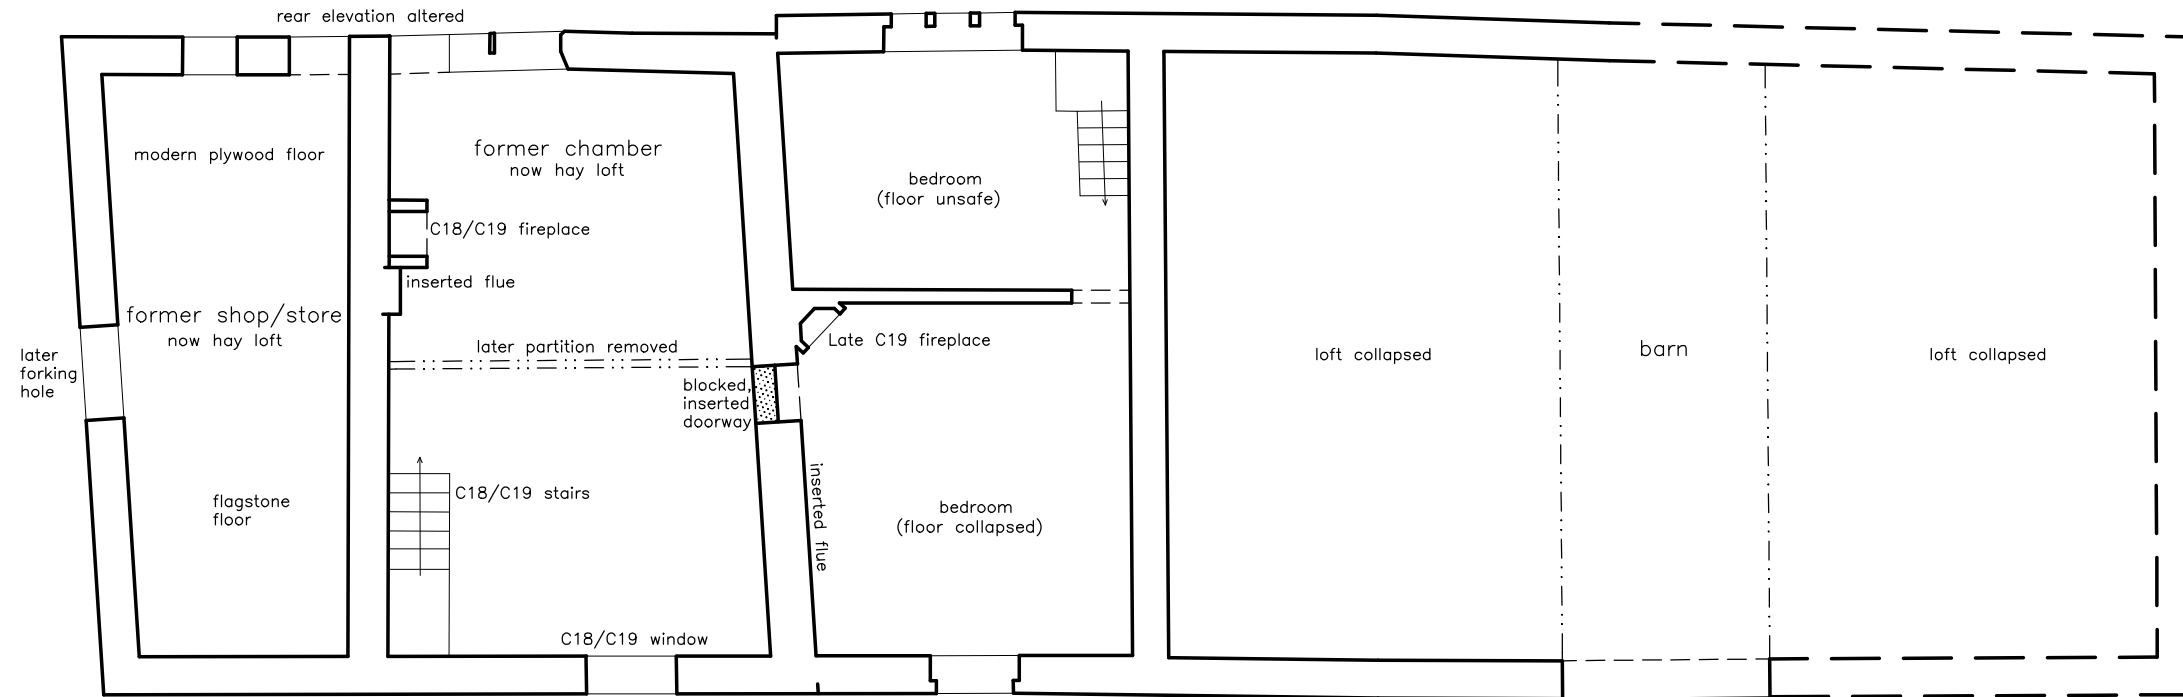 rear elevation altered
modern plywood floor
former chamber
now hay loft
bedroom
(floor unsafe)
C18/C19 fireplace
inserted flue
former shop/store
now hay loft
later
forking
hole
later partition removed
Late C19 fireplace
blocked,
inserted
doorway
loft collapsed
barn
loft collapsed
flagstone
floor
C18/C19 stairs
inserted flue
bedroom
(floor collapsed)
C18/C19 window